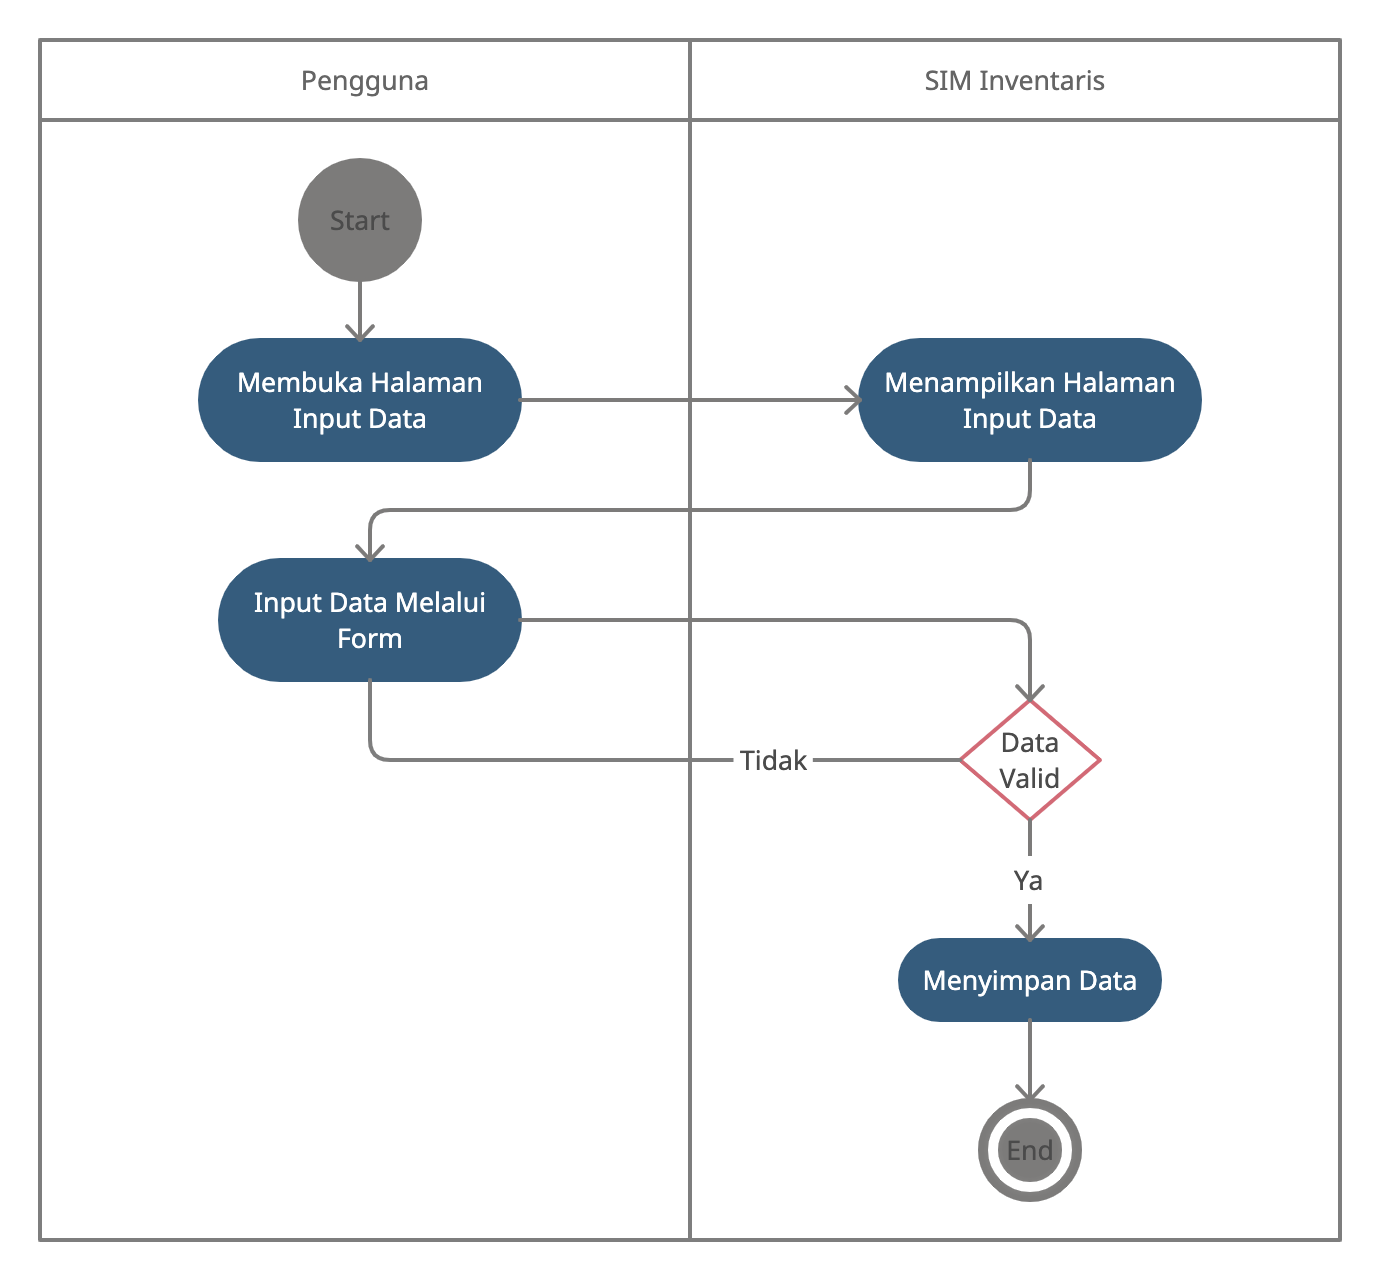 Pengguna
SIM Inventaris
Start
Membuka Halaman
Input Data
Menampilkan Halaman
Input Data
Input Data Melalui
Form
Data
Valid
Tidak
Ya
Menyimpan Data
End